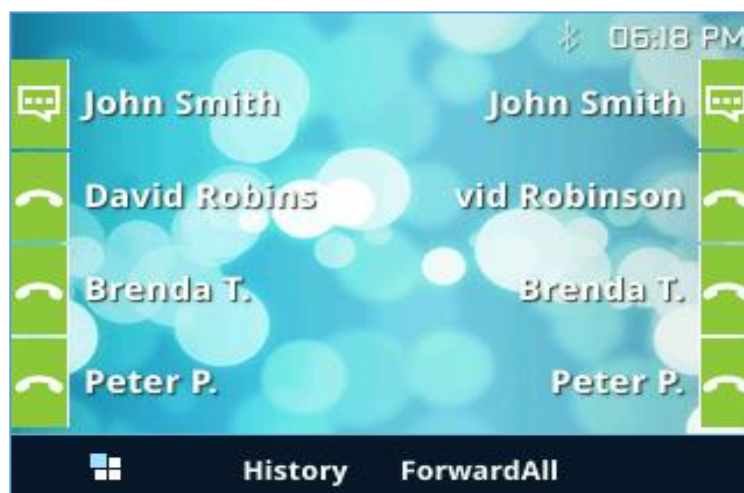 06:18 PM
John Smith John Smith
David Robins vid Robinson
Brenda T. Brenda T.
Peter P. Peter P.
History ForwardAll